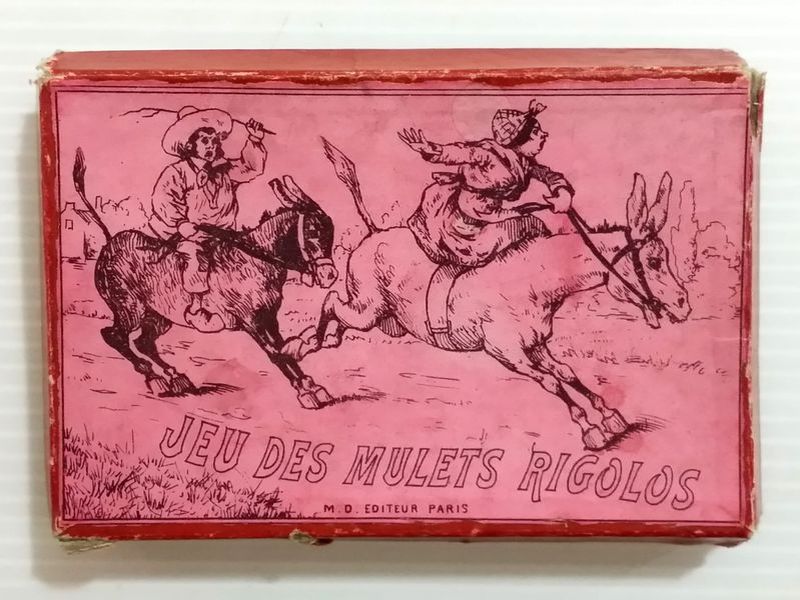 JEU DES MULETS RIGOLOS
M. D. EDITEUR PARIS